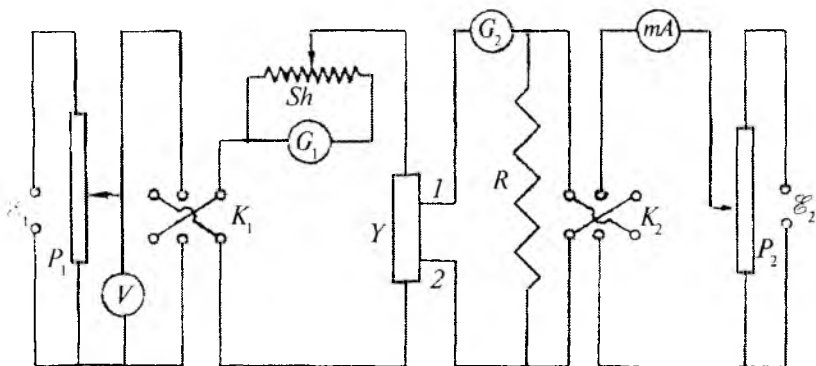 G₂
mA
Sh
G₁
1
R
ℰ₂
K₁
Y
K₂
P₁
P₂
2
V